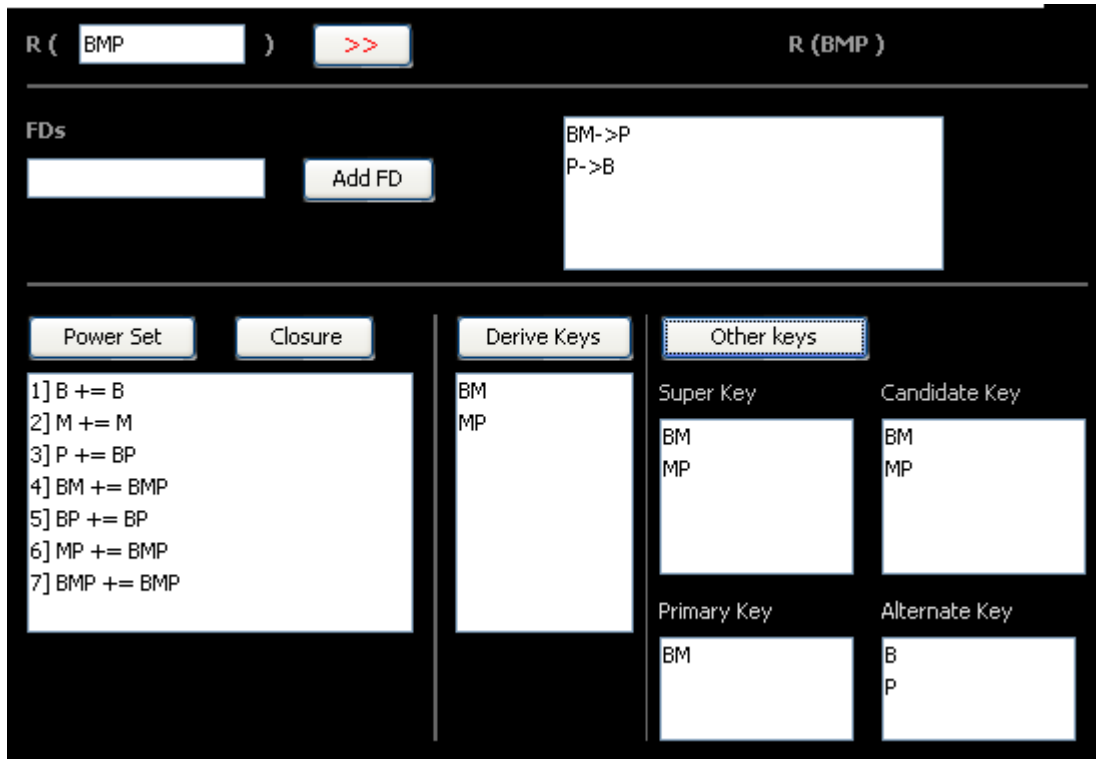 R ( BMP ) >> R (BMP )
FDs
Add FD
BM->P
P->B
Power Set Closure Derive Keys Other keys
1] B += B
2] M += M
3] P += BP
4] BM += BMP
5] BP += BP
6] MP += BMP
7] BMP += BMP
BM
MP
Super Key Candidate Key
BM BM
MP MP
Primary Key Alternate Key
BM B
P